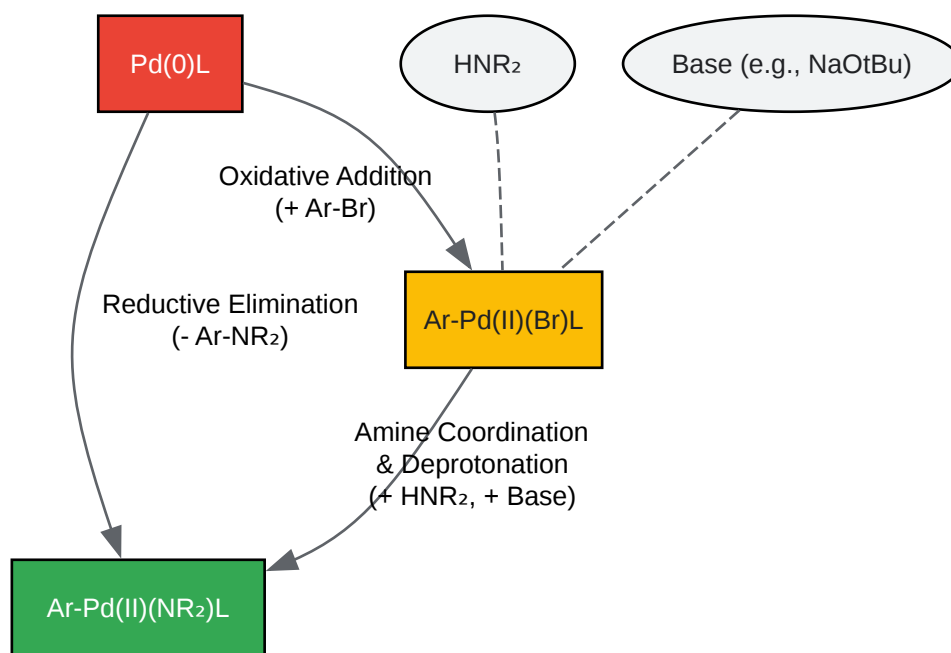 Pd(0)L
HNR₂
Base (e.g., NaOtBu)
Oxidative Addition
(+ Ar-Br)
Reductive Elimination
(- Ar-NR₂)
Ar-Pd(II)(Br)L
Amine Coordination
& Deprotonation
(+ HNR₂, + Base)
Ar-Pd(II)(NR₂)L